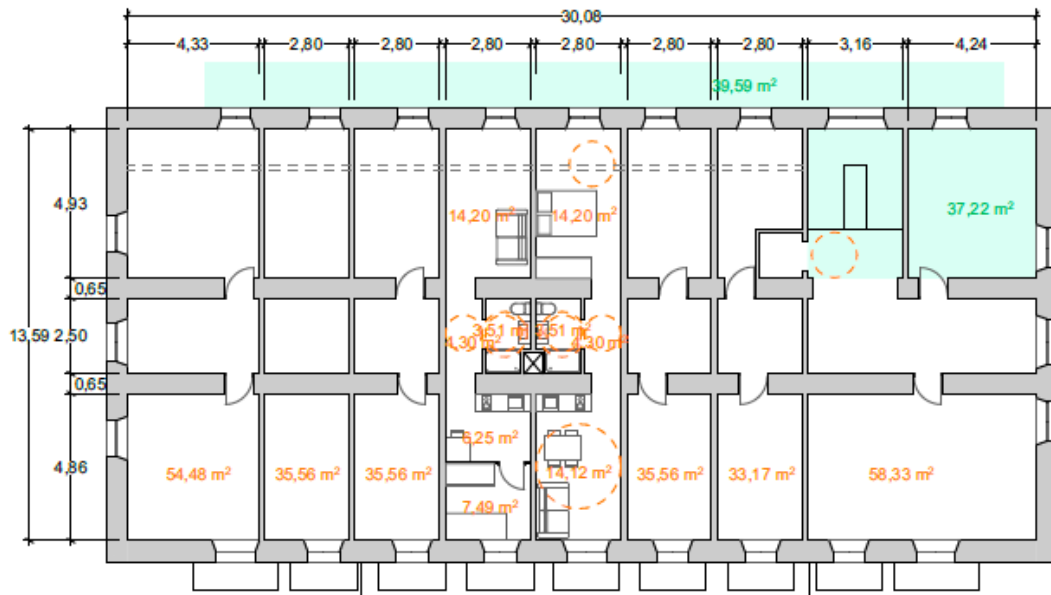 30,08
4,33 2,80 2,80 2,80 2,80 2,80 2,80 3,16 4,24
39,59 m²
4,93
14,20 m² 14,20 m² 37,22 m²
0,65
3,51 m² 3,51 m²
13,59 2,50 4,30 m² 4,30 m²
0,65
6,25 m²
4,86 54,48 m² 35,56 m² 35,56 m² 14,12 m² 35,56 m² 33,17 m² 58,33 m²
7,49 m²